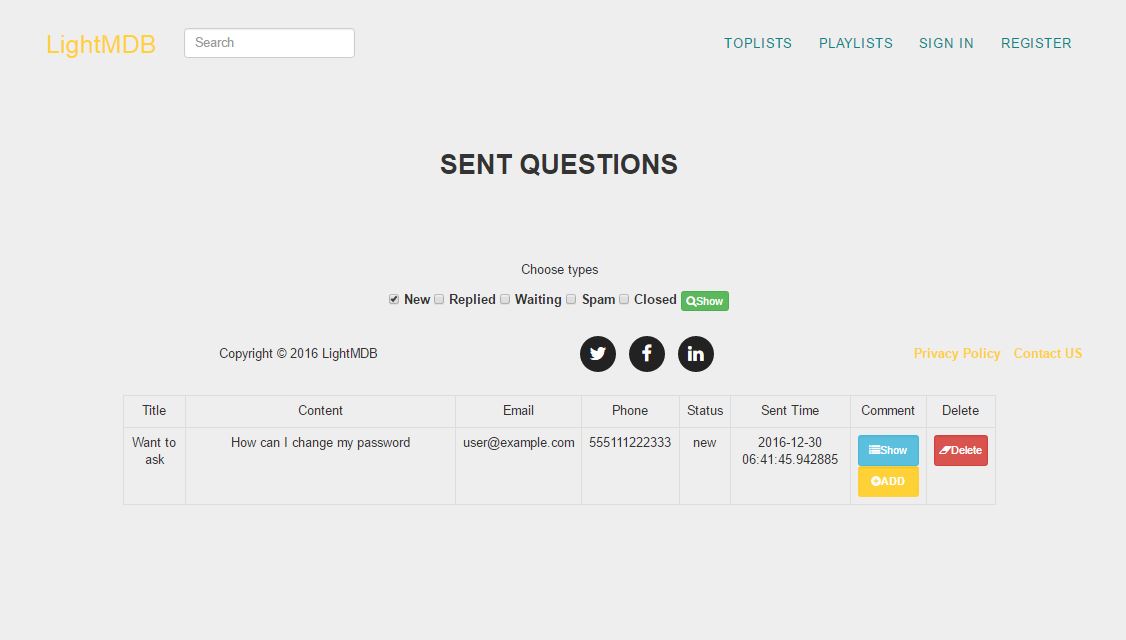 LightMDB
Search
TOPLISTS PLAYLISTS SIGN IN REGISTER
SENT QUESTIONS
Choose types
New Replied Waiting Spam Closed Show
Copyright © 2016 LightMDB
Privacy Policy Contact US
Title Content Email Phone Status Sent Time Comment Delete
Want to ask How can I change my password user@example.com 555111222333 new 2016-12-30 06:41:45.942885 Show Delete
ADD